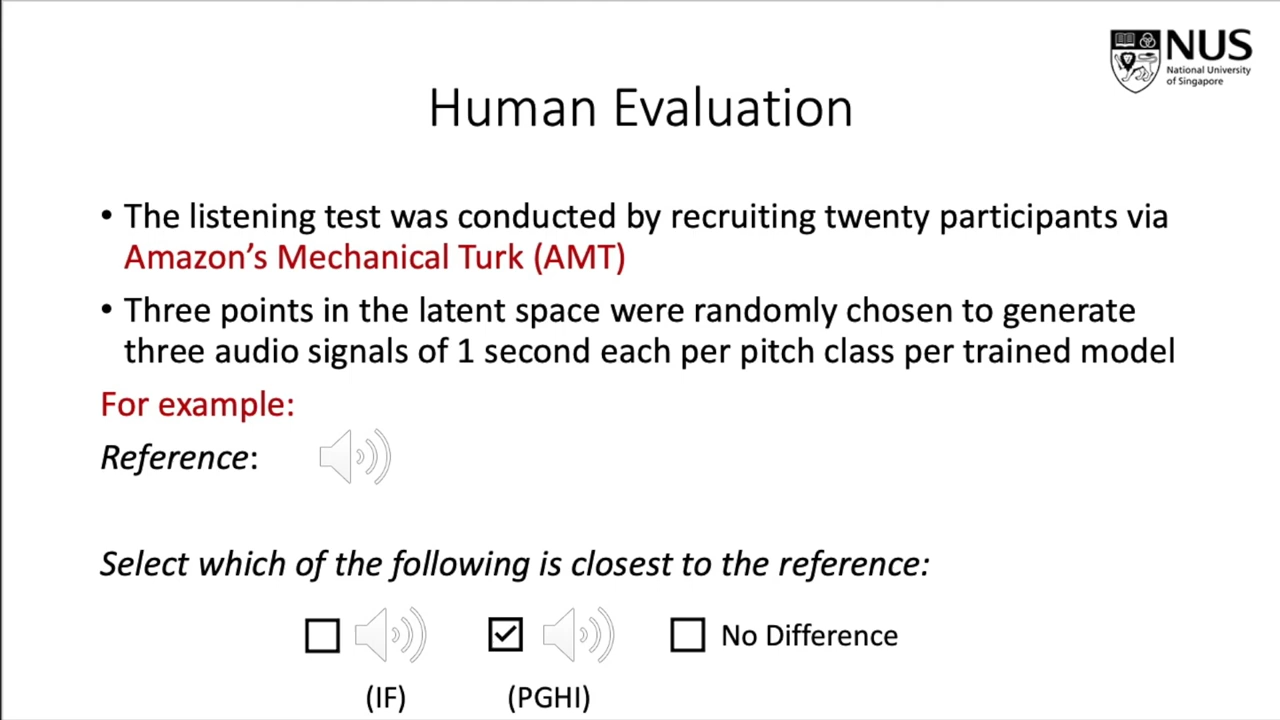 NUS
National University
of Singapore
Human Evaluation
• The listening test was conducted by recruiting twenty participants via
Amazon’s Mechanical Turk (AMT)
• Three points in the latent space were randomly chosen to generate
three audio signals of 1 second each per pitch class per trained model
For example:
Reference:
Select which of the following is closest to the reference:
No Difference
(IF) (PGHI)